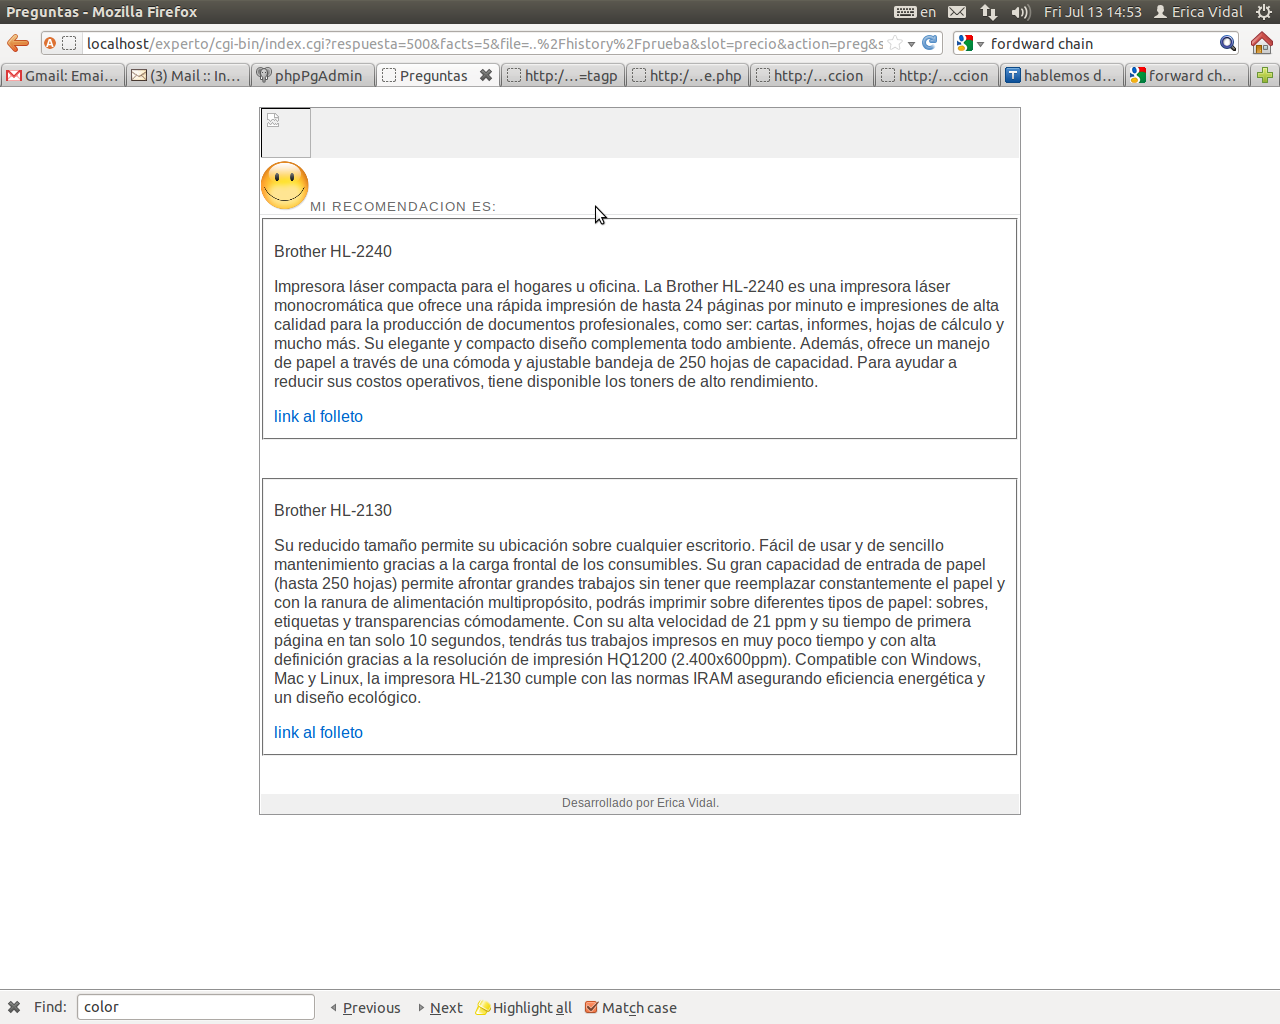 Preguntas - Mozilla Firefox
en
Fri Jul 13 14:53
Erica Vidal
localhost/experto/cgi-bin/index.cgi?respuesta=500&facts=5&file=..%2Fhistory%2Fprueba&slot=precio&action=preg&s
fordward chain
Gmail: Emai...
(3) Mail :: In...
phpPgAdmin
Preguntas
http:/...=tagp
http:/...e.php
http:/...ccion
http:/...ccion
hablemos d...
forward ch...
MI RECOMENDACION ES:
Brother HL-2240
Impresora láser compacta para el hogares u oficina. La Brother HL-2240 es una impresora láser
monocromática que ofrece una rápida impresión de hasta 24 páginas por minuto e impresiones de alta
calidad para la producción de documentos profesionales, como ser: cartas, informes, hojas de cálculo y
mucho más. Su elegante y compacto diseño complementa todo ambiente. Además, ofrece un manejo
de papel a través de una cómoda y ajustable bandeja de 250 hojas de capacidad. Para ayudar a
reducir sus costos operativos, tiene disponible los toners de alto rendimiento.
link al folleto
Brother HL-2130
Su reducido tamaño permite su ubicación sobre cualquier escritorio. Fácil de usar y de sencillo
mantenimiento gracias a la carga frontal de los consumibles. Su gran capacidad de entrada de papel
(hasta 250 hojas) permite afrontar grandes trabajos sin tener que reemplazar constantemente el papel y
con la ranura de alimentación multipropósito, podrás imprimir sobre diferentes tipos de papel: sobres,
etiquetas y transparencias cómodamente. Con su alta velocidad de 21 ppm y su tiempo de primera
página en tan solo 10 segundos, tendrás tus trabajos impresos en muy poco tiempo y con alta
definición gracias a la resolución de impresión HQ1200 (2.400x600ppm). Compatible con Windows,
Mac y Linux, la impresora HL-2130 cumple con las normas IRAM asegurando eficiencia energética y
un diseño ecológico.
link al folleto
Desarrollado por Erica Vidal.
Find: color Previous Next Highlight all Match case